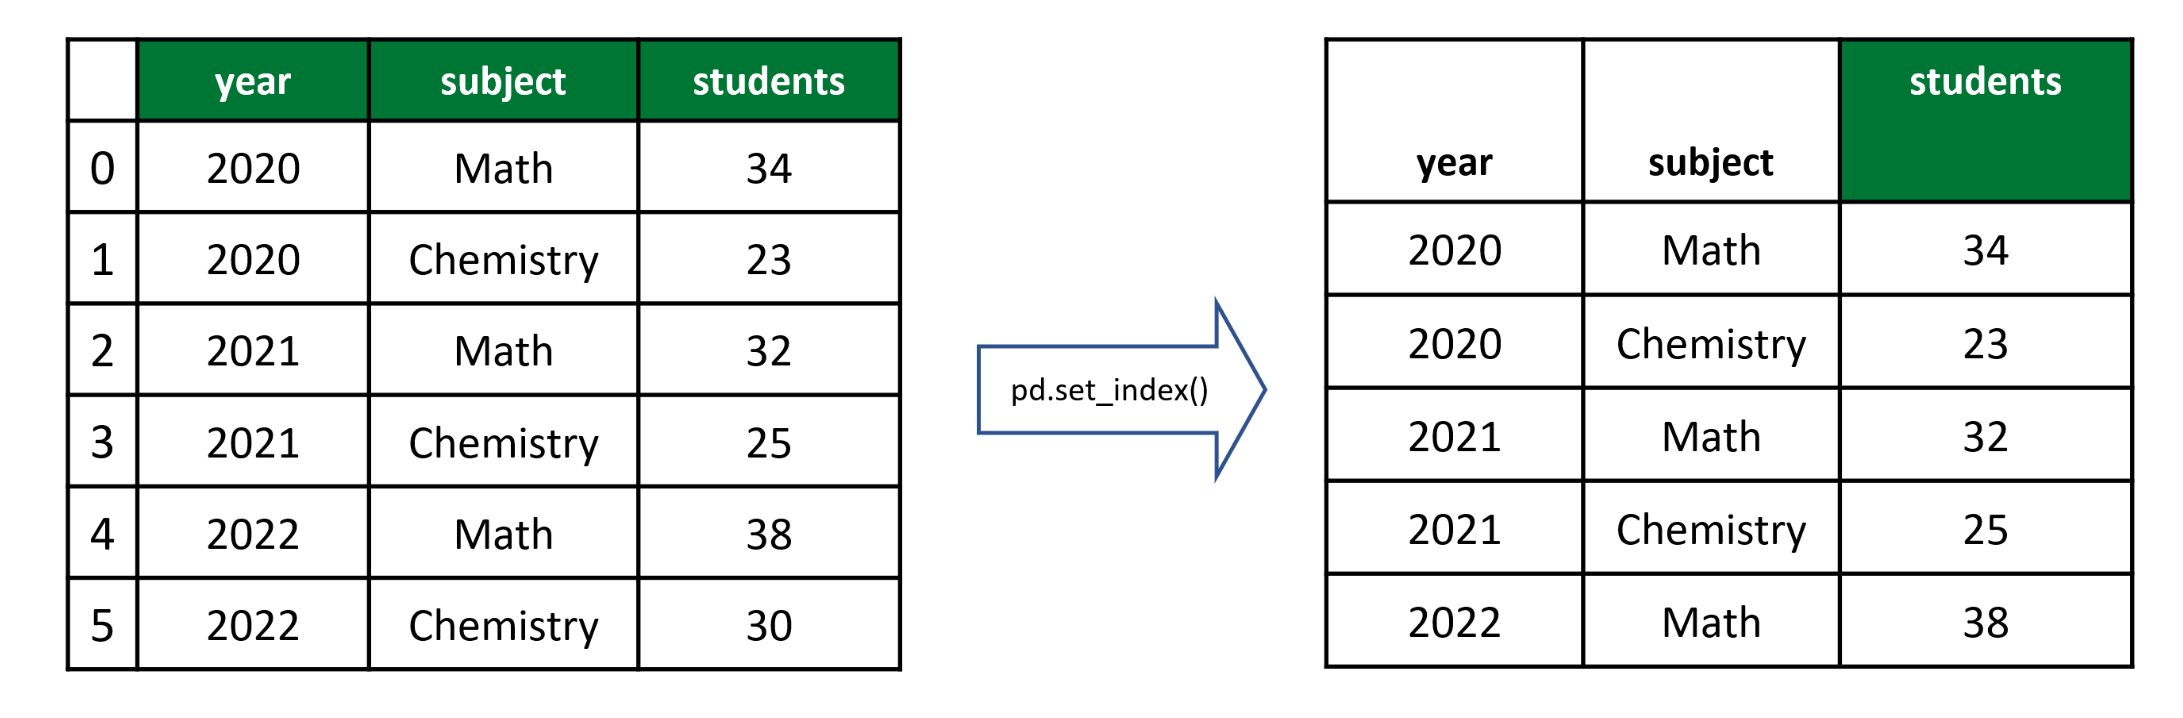 year subject students
0 2020 Math 34
1 2020 Chemistry 23
2 2021 Math 32
3 2021 Chemistry 25
4 2022 Math 38
5 2022 Chemistry 30
pd.set_index()
students
year subject
2020 Math 34
2020 Chemistry 23
2021 Math 32
2021 Chemistry 25
2022 Math 38